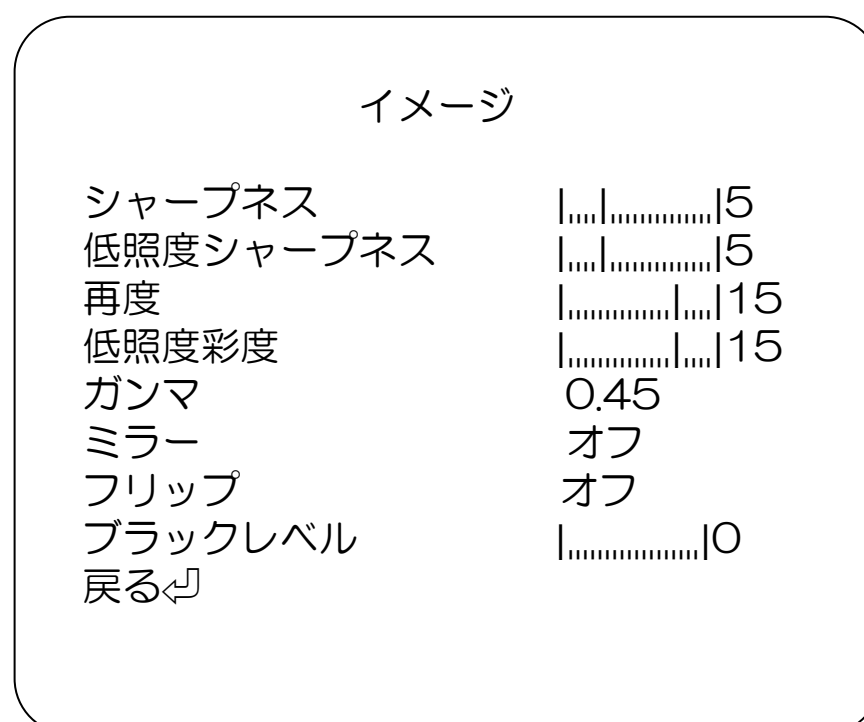 イメージ
シャープネス |,,,,|,,,,,,,,,,,,,|5
低照度シャープネス |,,,,|,,,,,,,,,,,,,|5
再度 |,,,,,,,,,,,,,|,,,,|15
低照度彩度 |,,,,,,,,,,,,,|,,,,|15
ガンマ 0.45
ミラー オフ
フリップ オフ
ブラックレベル |,,,,,,,,,,,,,,,,,|0
戻る⏎